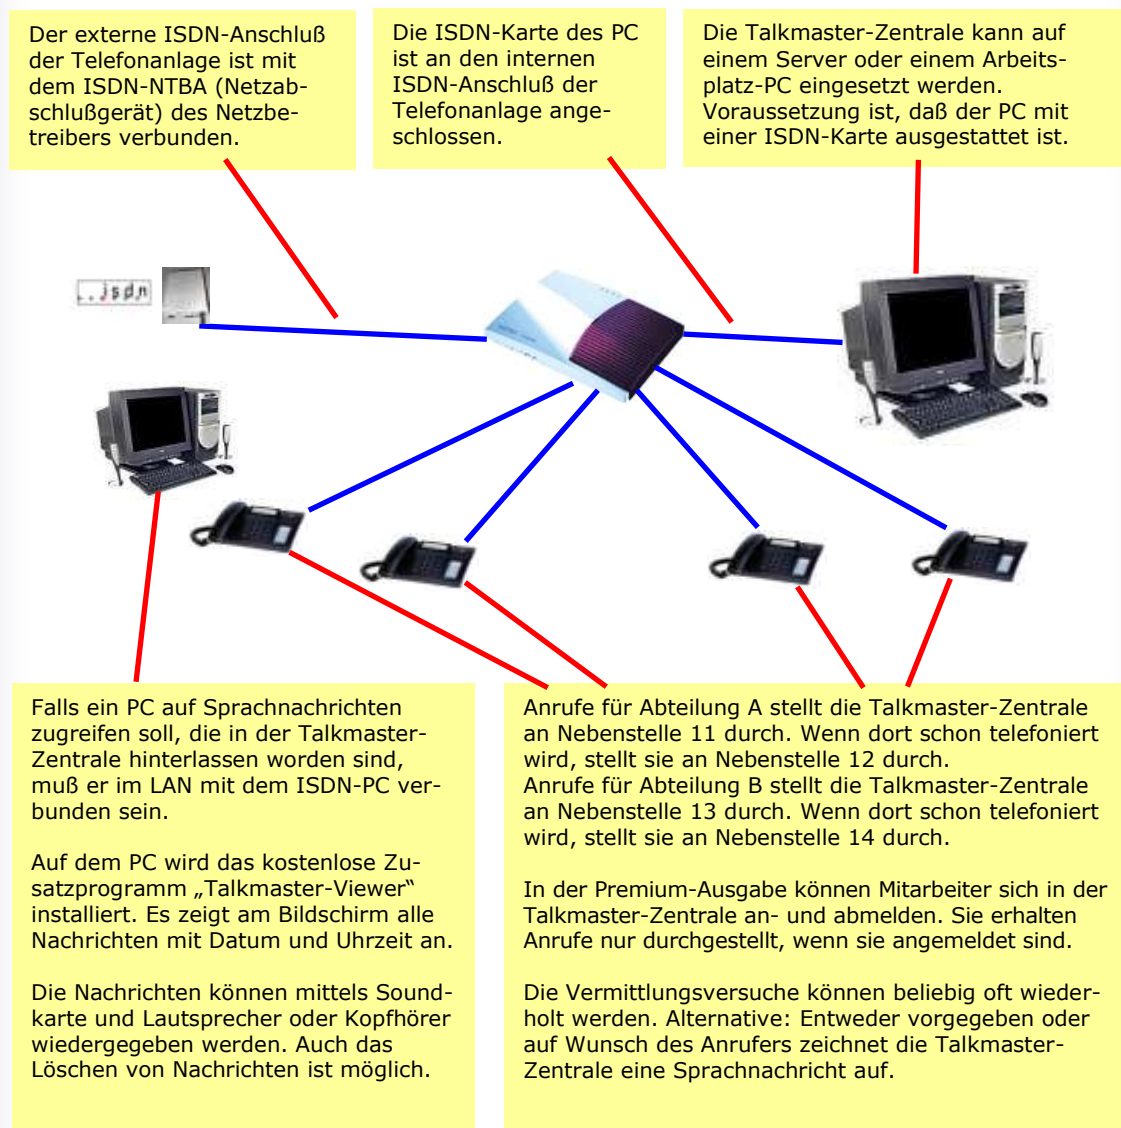 Der externe ISDN-Anschluß
der Telefonanlage ist mit
dem ISDN-NTBA (Netzab-
schlußgerät) des Netzbe-
treibers verbunden.
Die ISDN-Karte des PC
ist an den internen
ISDN-Anschluß der
Telefonanlage ange-
schlossen.
Die Talkmaster-Zentrale kann auf
einem Server oder einem Arbeits-
platz-PC eingesetzt werden.
Voraussetzung ist, daß der PC mit
einer ISDN-Karte ausgestattet ist.
..isdn
Falls ein PC auf Sprachnachrichten
zugreifen soll, die in der Talkmaster-
Zentrale hinterlassen worden sind,
muß er im LAN mit dem ISDN-PC ver-
bunden sein.
Auf dem PC wird das kostenlose Zu-
satzprogramm „Talkmaster-Viewer“
installiert. Es zeigt am Bildschirm alle
Nachrichten mit Datum und Uhrzeit an.
Die Nachrichten können mittels Sound-
karte und Lautsprecher oder Kopfhörer
wiedergegeben werden. Auch das
Löschen von Nachrichten ist möglich.
Anrufe für Abteilung A stellt die Talkmaster-Zentrale
an Nebenstelle 11 durch. Wenn dort schon telefoniert
wird, stellt sie an Nebenstelle 12 durch.
Anrufe für Abteilung B stellt die Talkmaster-Zentrale
an Nebenstelle 13 durch. Wenn dort schon telefoniert
wird, stellt sie an Nebenstelle 14 durch.
In der Premium-Ausgabe können Mitarbeiter sich in der
Talkmaster-Zentrale an- und abmelden. Sie erhalten
Anrufe nur durchgestellt, wenn sie angemeldet sind.
Die Vermittlungsversuche können beliebig oft wieder-
holt werden. Alternative: Entweder vorgegeben oder
auf Wunsch des Anrufers zeichnet die Talkmaster-
Zentrale eine Sprachnachricht auf.